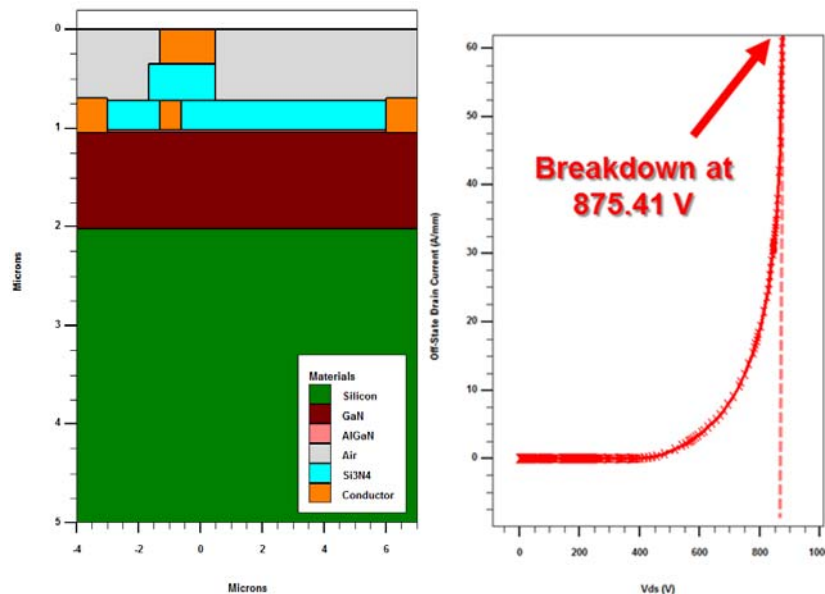 0
1
2
3
4
5
Microns
-4
-2
0
2
4
6
Microns
Materials
Silicon
GaN
AlGaN
Air
Si3N4
Conductor
60
50
40
30
20
10
0
Off-State Drain Current (A/mm)
0
200
400
600
800
100
Vds (V)
Breakdown at
875.41 V